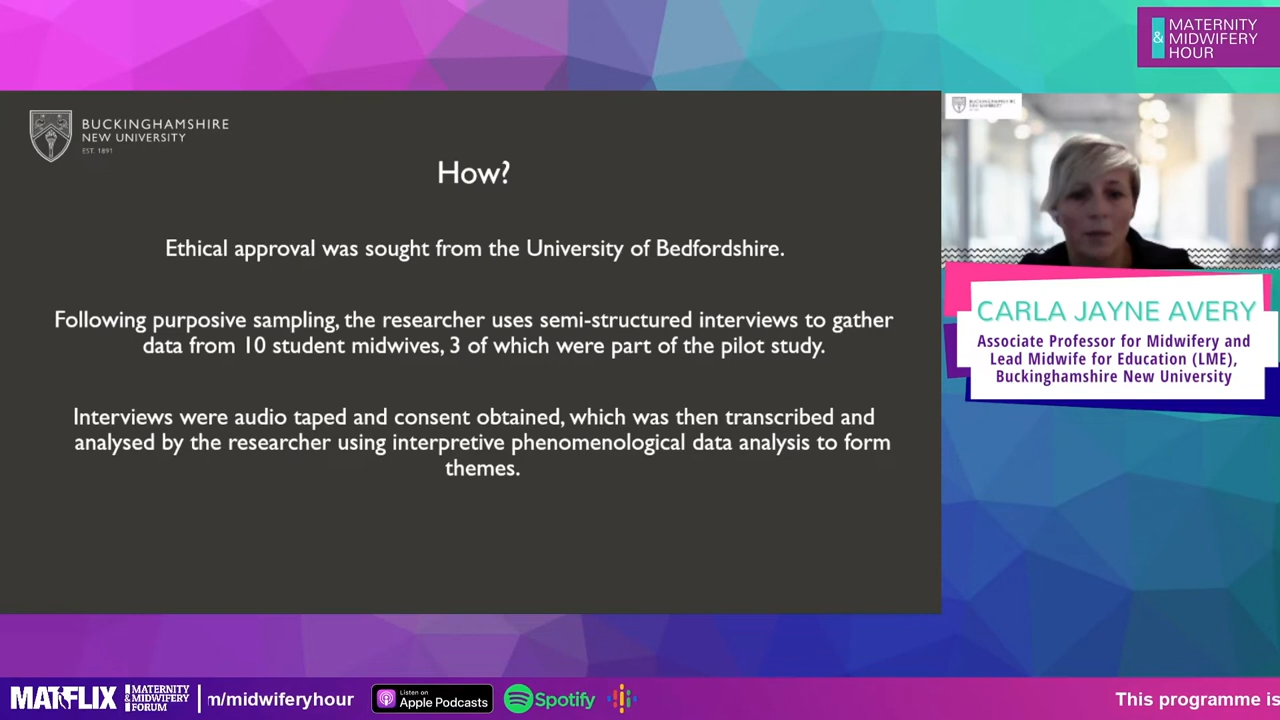 MATERNITY
& MIDWIFERY
HOUR
BUCKINGHAMSHIRE
NEW UNIVERSITY
EST. 1891
How?
Ethical approval was sought from the University of Bedfordshire.
Following purposive sampling, the researcher uses semi-structured interviews to gather
data from 10 student midwives, 3 of which were part of the pilot study.
Interviews were audio taped and consent obtained, which was then transcribed and
analysed by the researcher using interpretive phenomenological data analysis to form
themes.
CARLA JAYNE AVERY
Associate Professor for Midwifery and
Lead Midwife for Education (LME),
Buckinghamshire New University
MATFLIX
MATERNITY
& MIDWIFERY
FORUM
m/midwiferyhour
Listen on
Apple Podcasts
Spotify
This programme is